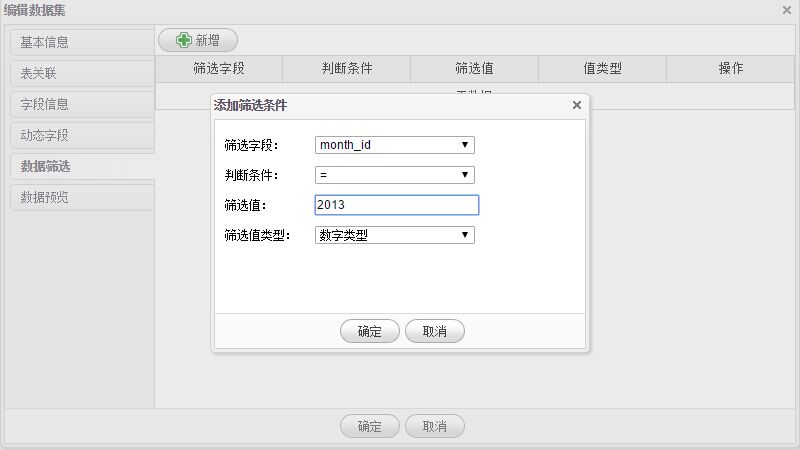 编辑数据集
基本信息
表关联
字段信息
动态字段
数据筛选
数据预览
新增
筛选字段 判断条件 筛选值 值类型 操作
添加筛选条件
筛选字段: month_id
判断条件: =
筛选值: 2013
筛选值类型: 数字类型
确定 取消
确定 取消